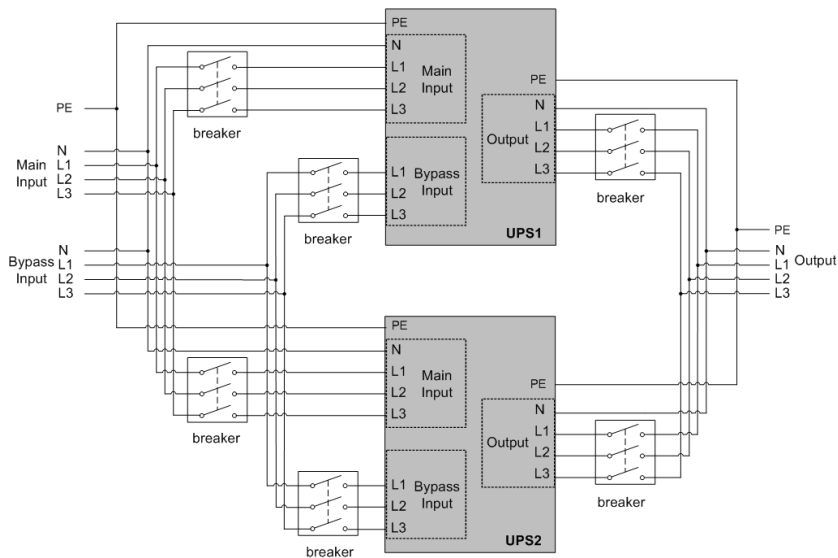 PE
N
L1
L2
L3
Main
Input
breaker
PE
N
L1
L2
L3
Main
Input
L1
L2
L3
Bypass
Input
breaker
UPS1
PE
N
L1
L2
L3
Output
breaker
N
L1
L2
L3
Bypass
Input
PE
N
L1
L2
L3
Output
PE
N
L1
L2
L3
Main
Input
breaker
L1
L2
L3
Bypass
Input
breaker
UPS2
PE
N
L1
L2
L3
Output
breaker